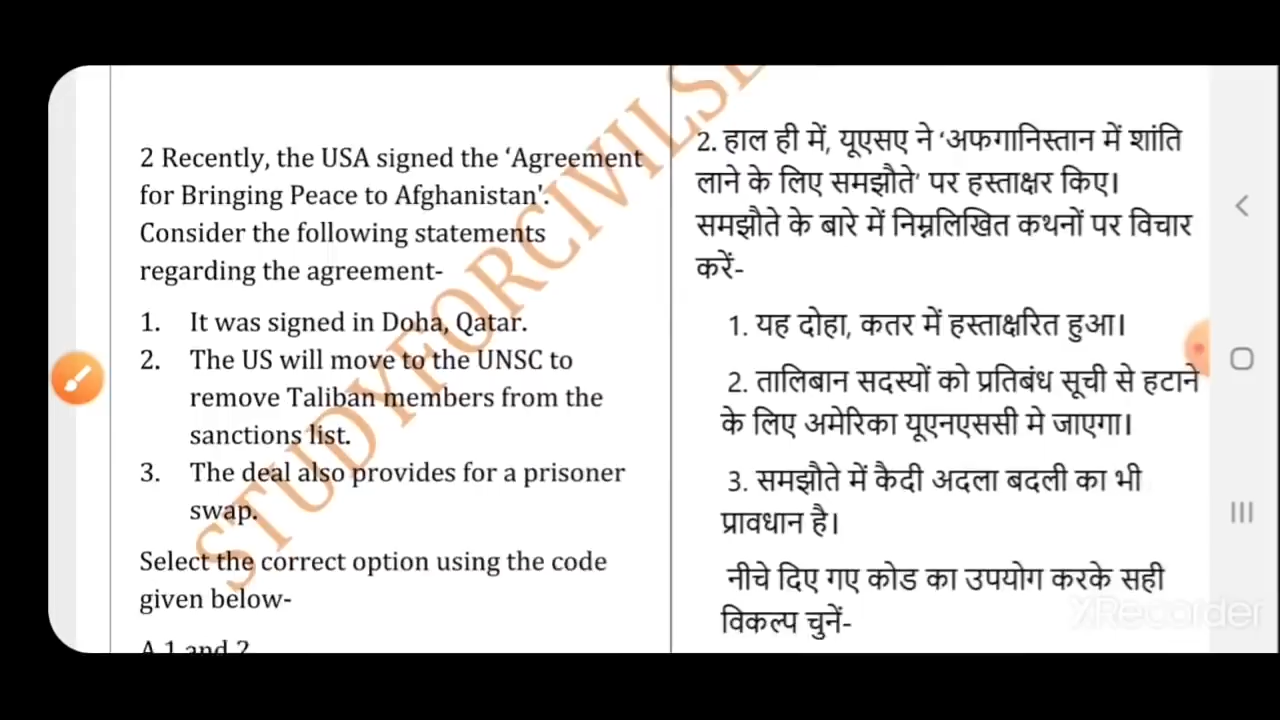 2 Recently, the USA signed the ‘Agreement
for Bringing Peace to Afghanistan'.
Consider the following statements
regarding the agreement-
1. It was signed in Doha, Qatar.
2. The US will move to the UNSC to
remove Taliban members from the
sanctions list.
3. The deal also provides for a prisoner
swap.
Select the correct option using the code
given below-
A 1 and 2
2. हाल ही में, यूएसए ने ‘अफगानिस्तान में शांति
लाने के लिए समझौते’ पर हस्ताक्षर किए।
समझौते के बारे में निम्नलिखित कथनों पर विचार
करें-
1. यह दोहा, कतर में हस्ताक्षरित हुआ।
2. तालिबान सदस्यों को प्रतिबंध सूची से हटाने
के लिए अमेरिका यूएनएससी मे जाएगा।
3. समझौते में कैदी अदला बदली का भी
प्रावधान है।
नीचे दिए गए कोड का उपयोग करके सही
विकल्प चुनें-
STUDYFORCIVILSE
XRecorder